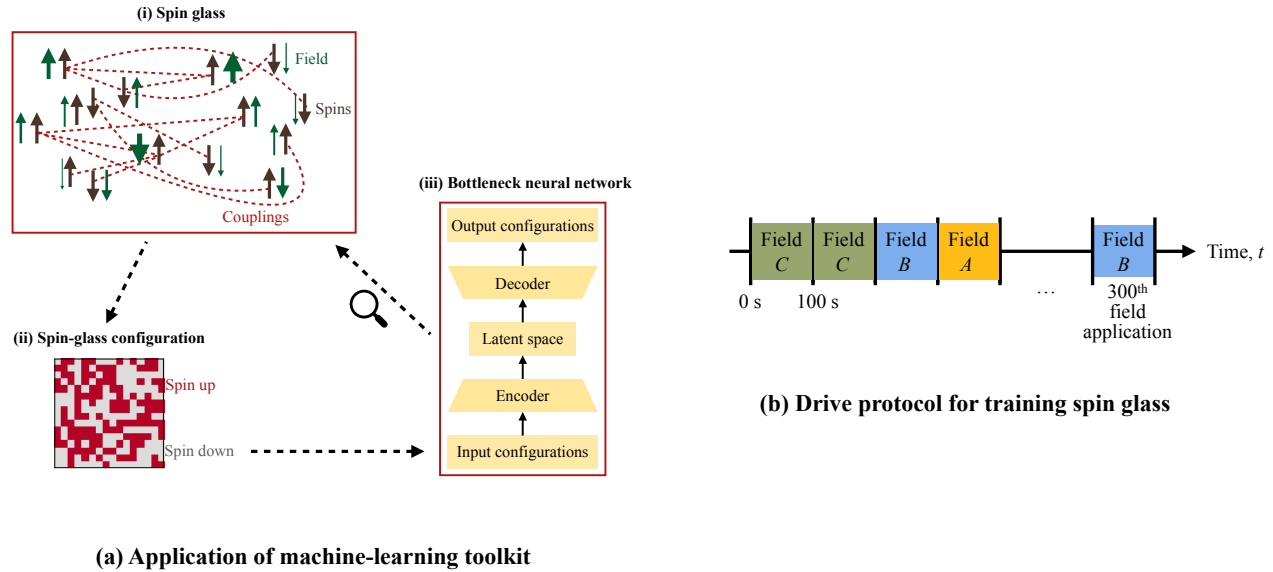 (i) Spin glass
Field
Spins
Couplings
(ii) Spin-glass configuration
Spin up
Spin down
(iii) Bottleneck neural network
Output configurations
Decoder
Latent space
Encoder
Input configurations
(a) Application of machine-learning toolkit
Field
C
Field
C
Field
B
Field
A
Field
B
Time, t
0 s
100 s
…
300th
field
application
(b) Drive protocol for training spin glass